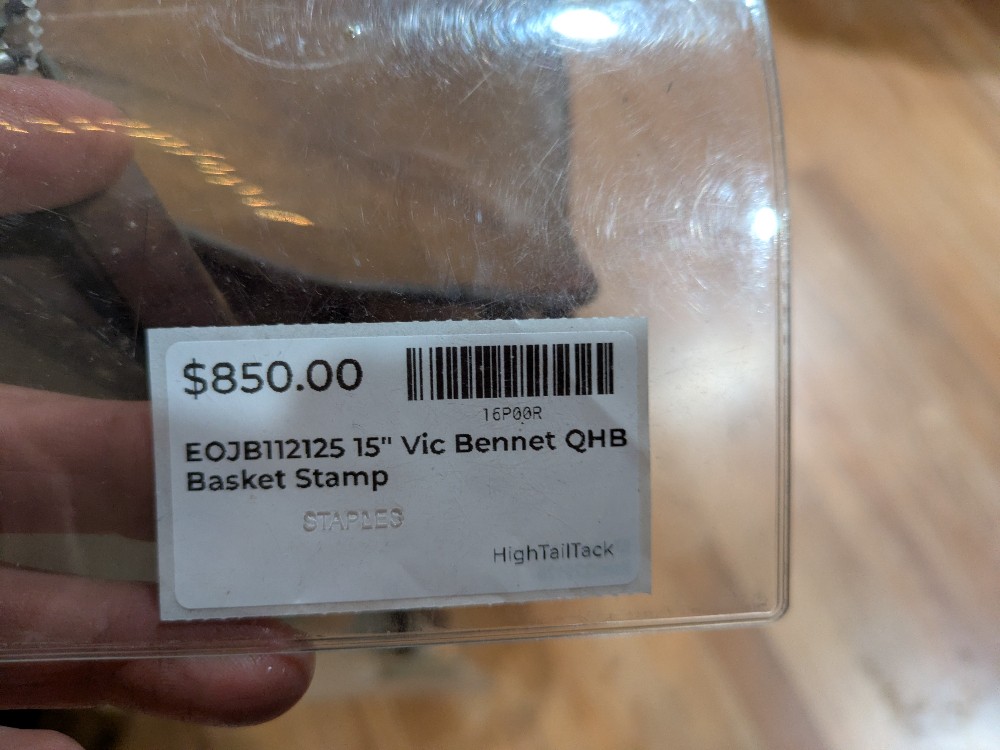 $850.00
16P00R
EOJB112125 15" Vic Bennet QHB
Basket Stamp
STAPLES
HighTailTack